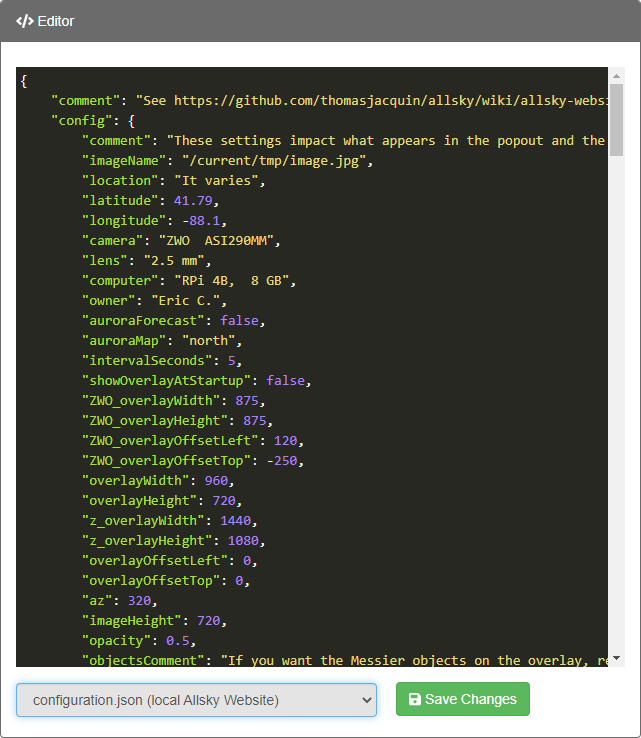 </> Editor
{
"comment": "See https://github.com/thomasjacquin/allsky/wiki/allsky-websi
"config": {
"comment": "These settings impact what appears in the popout and the
"imageName": "/current/tmp/image.jpg",
"location": "It varies",
"latitude": 41.79,
"longitude": -88.1,
"camera": "ZWO  ASI290MM",
"lens": "2.5 mm",
"computer": "RPi 4B,  8 GB",
"owner": "Eric C.",
"auroraForecast": false,
"auroraMap": "north",
"intervalSeconds": 5,
"showOverlayAtStartup": false,
"ZWO_overlayWidth": 875,
"ZWO_overlayHeight": 875,
"ZWO_overlayOffsetLeft": 120,
"ZWO_overlayOffsetTop": -250,
"overlayWidth": 960,
"overlayHeight": 720,
"z_overlayWidth": 1440,
"z_overlayHeight": 1080,
"overlayOffsetLeft": 0,
"overlayOffsetTop": 0,
"az": 320,
"imageHeight": 720,
"opacity": 0.5,
"objectsComment": "If you want the Messier objects on the overlay, re
configuration.json (local Allsky Website)
Save Changes